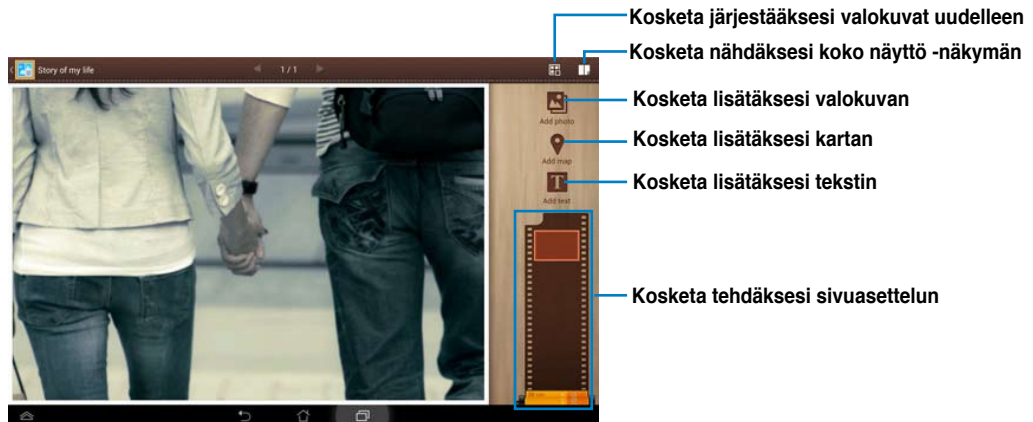 Kosketa järjestääksesi valokuvat uudelleen
Kosketa nähdäksesi koko näyttö -näkymän
Story of my life
1 / 1
Kosketa lisätäksesi valokuvan
Add photo
Kosketa lisätäksesi kartan
Add map
Kosketa lisätäksesi tekstin
T
Add text
Kosketa tehdäksesi sivuasettelun